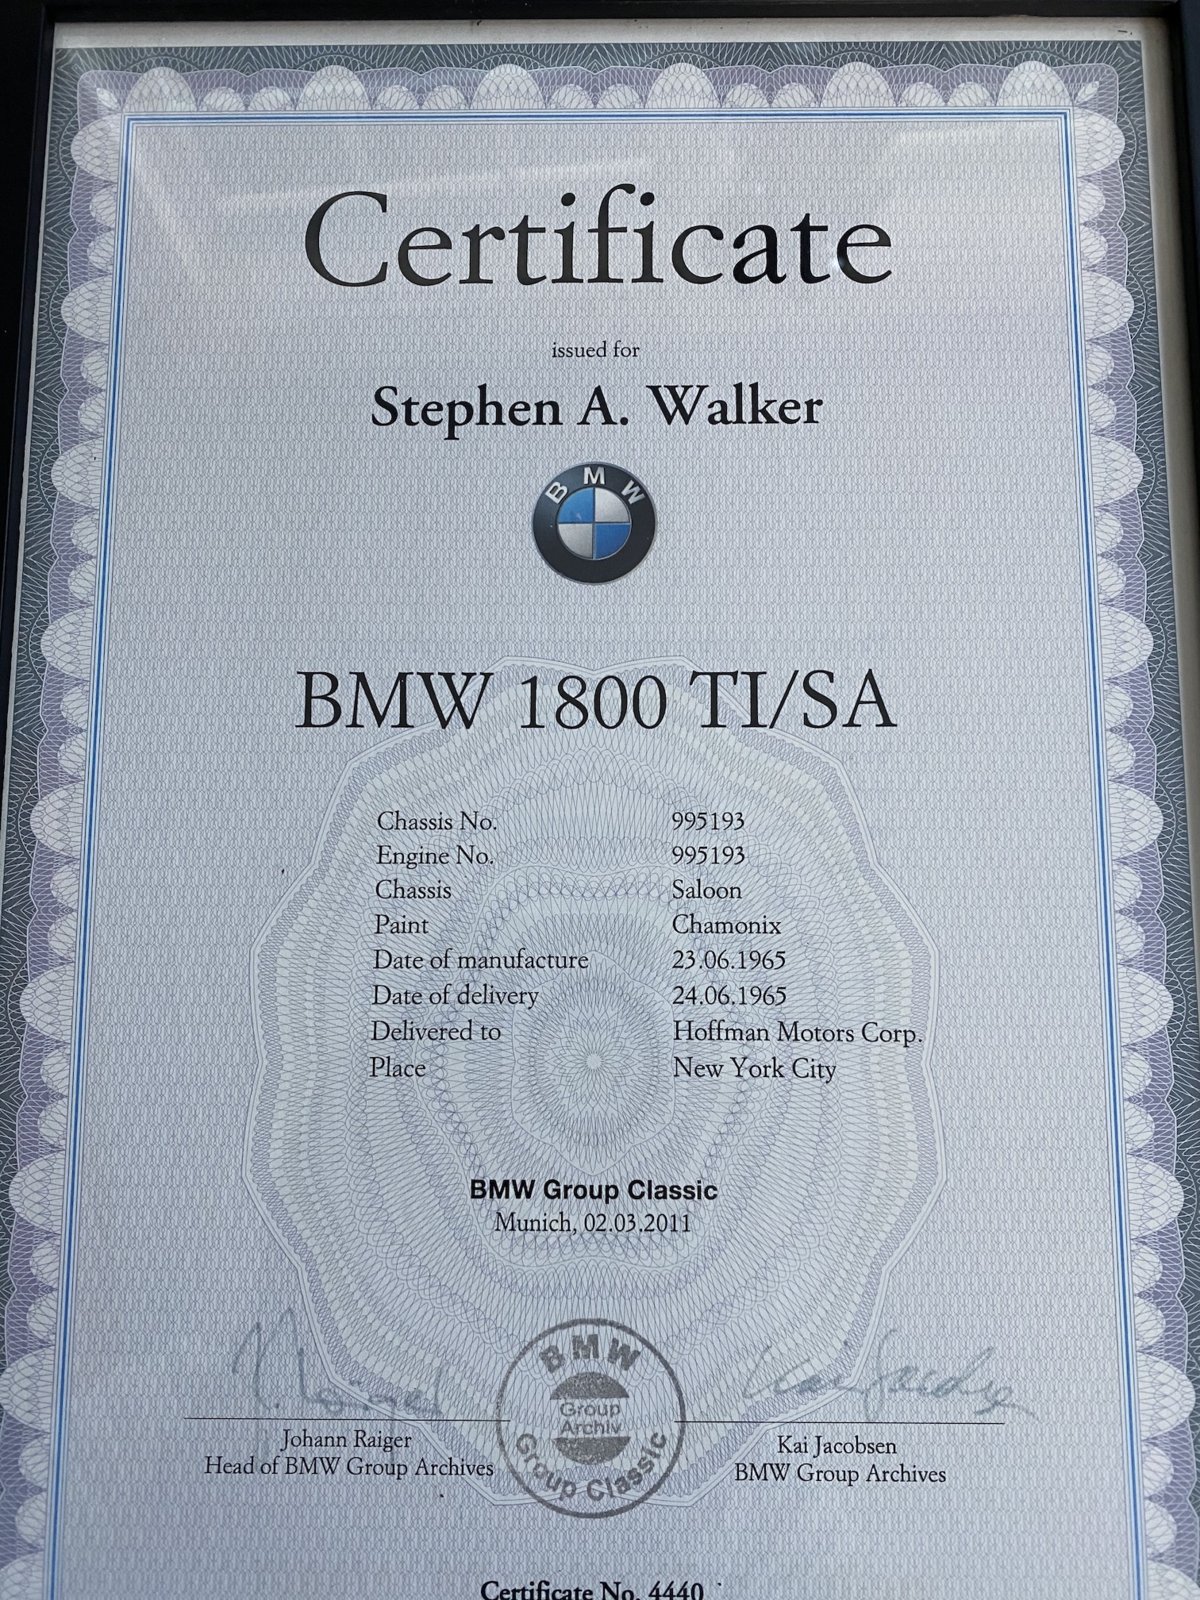 Certificate
issued for
Stephen A. Walker
BMW
BMW 1800 TI/SA
Chassis No. 995193
Engine No. 995193
Chassis Saloon
Paint Chamonix
Date of manufacture 23.06.1965
Date of delivery 24.06.1965
Delivered to Hoffman Motors Corp.
Place New York City
BMW Group Classic
Munich, 02.03.2011
BMW
Group
Archiv
Group Classic
Johann Raiger
Head of BMW Group Archives
Kai Jacobsen
BMW Group Archives
Certificate No. 4440